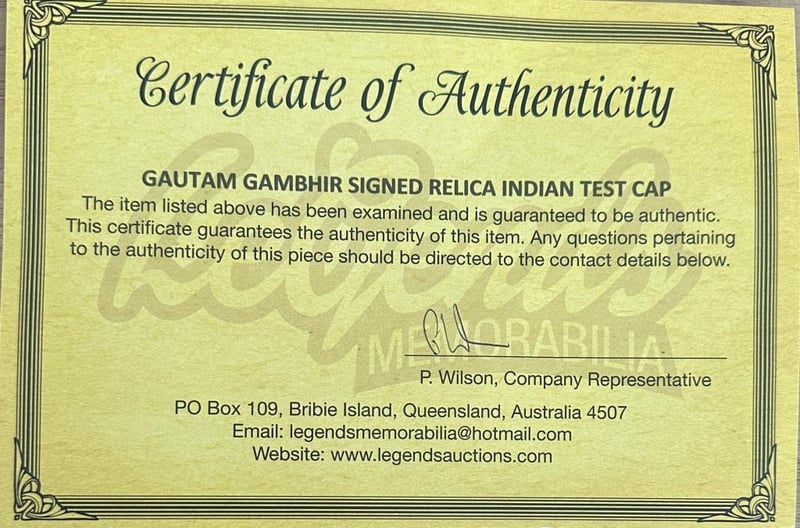 Certificate of Authenticity
GAUTAM GAMBHIR SIGNED RELICA INDIAN TEST CAP
The item listed above has been examined and is guaranteed to be authentic.
This certificate guarantees the authenticity of this item. Any questions pertaining
to the authenticity of this piece should be directed to the contact details below.
Legends
MEMORABILIA
P. Wilson, Company Representative
PO Box 109, Bribie Island, Queensland, Australia 4507
Email: legendsmemorabilia@hotmail.com
Website: www.legendsauctions.com